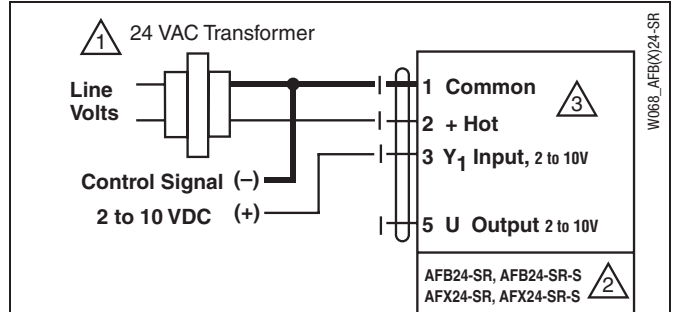 1 24 VAC Transformer
Line
Volts
1 Common
3
2 + Hot
3 Y1 Input, 2 to 10V
Control Signal (–)
2 to 10 VDC (+)
5 U Output 2 to 10V
AFB24-SR, AFB24-SR-S
AFX24-SR, AFX24-SR-S
2
W068_AFB(X)24-SR